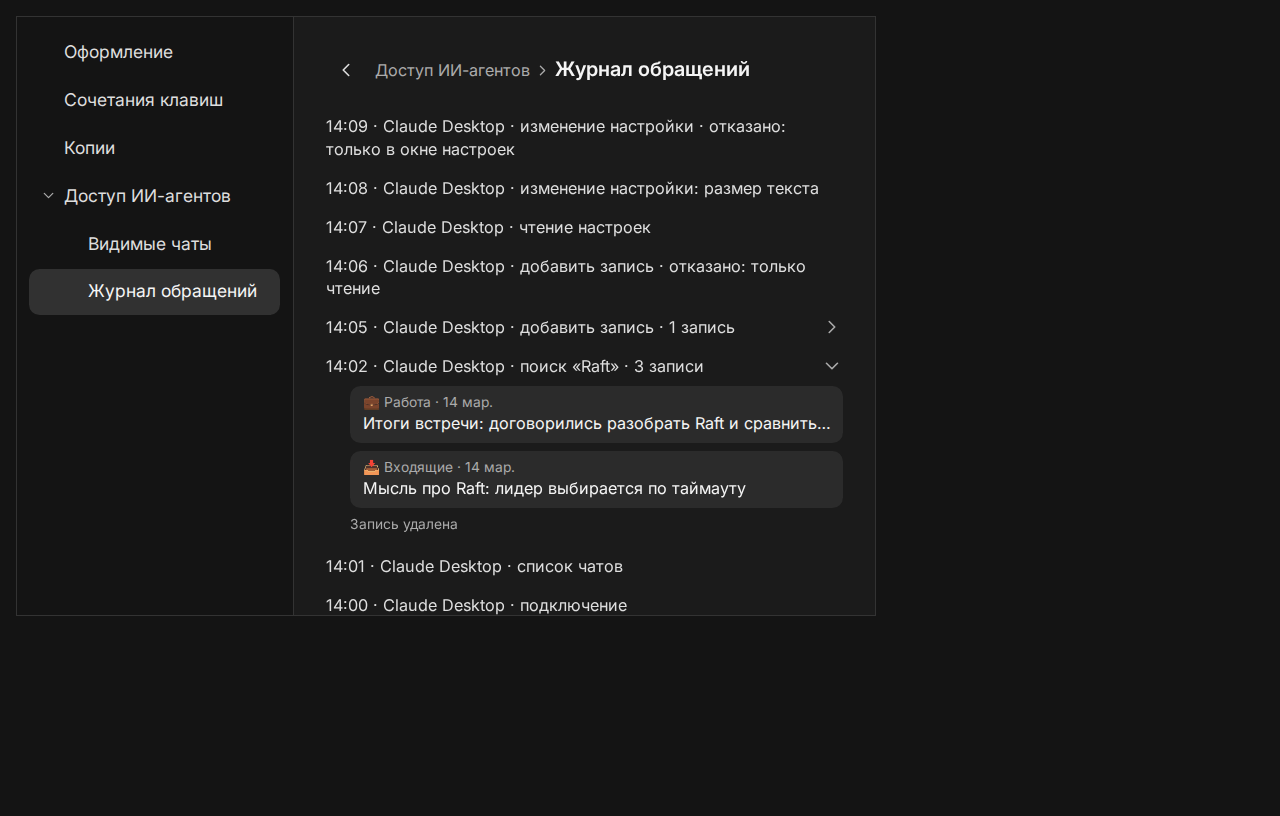 Оформление
Сочетания клавиш
Копии
Доступ ИИ-агентов
Видимые чаты
Журнал обращений
Доступ ИИ-агентов › Журнал обращений
14:09 · Claude Desktop · изменение настройки · отказано:
только в окне настроек
14:08 · Claude Desktop · изменение настройки: размер текста
14:07 · Claude Desktop · чтение настроек
14:06 · Claude Desktop · добавить запись · отказано: только
чтение
14:05 · Claude Desktop · добавить запись · 1 запись
14:02 · Claude Desktop · поиск «Raft» · 3 записи
Работа · 14 мар.
Итоги встречи: договорились разобрать Raft и сравнить...
Входящие · 14 мар.
Мысль про Raft: лидер выбирается по таймауту
Запись удалена
14:01 · Claude Desktop · список чатов
14:00 · Claude Desktop · подключение